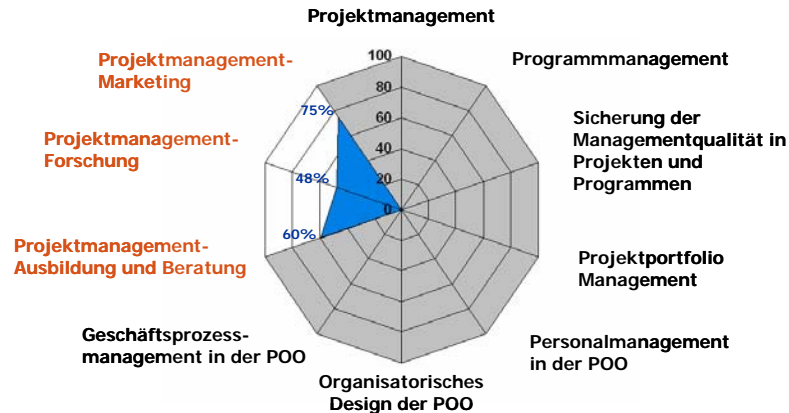 Projektmanagement
Projektmanagement-
Marketing
100
Programmmanagement
80
75%
60
Sicherung der
Managementqualität in
Projekten und
Programmen
Projektmanagement-
Forschung
40
48%
20
0
60%
Projektmanagement-
Ausbildung und Beratung
Projektportfolio
Management
Geschäftsprozess-
management in der POO
Personalmanagement
in der POO
Organisatorisches
Design der POO